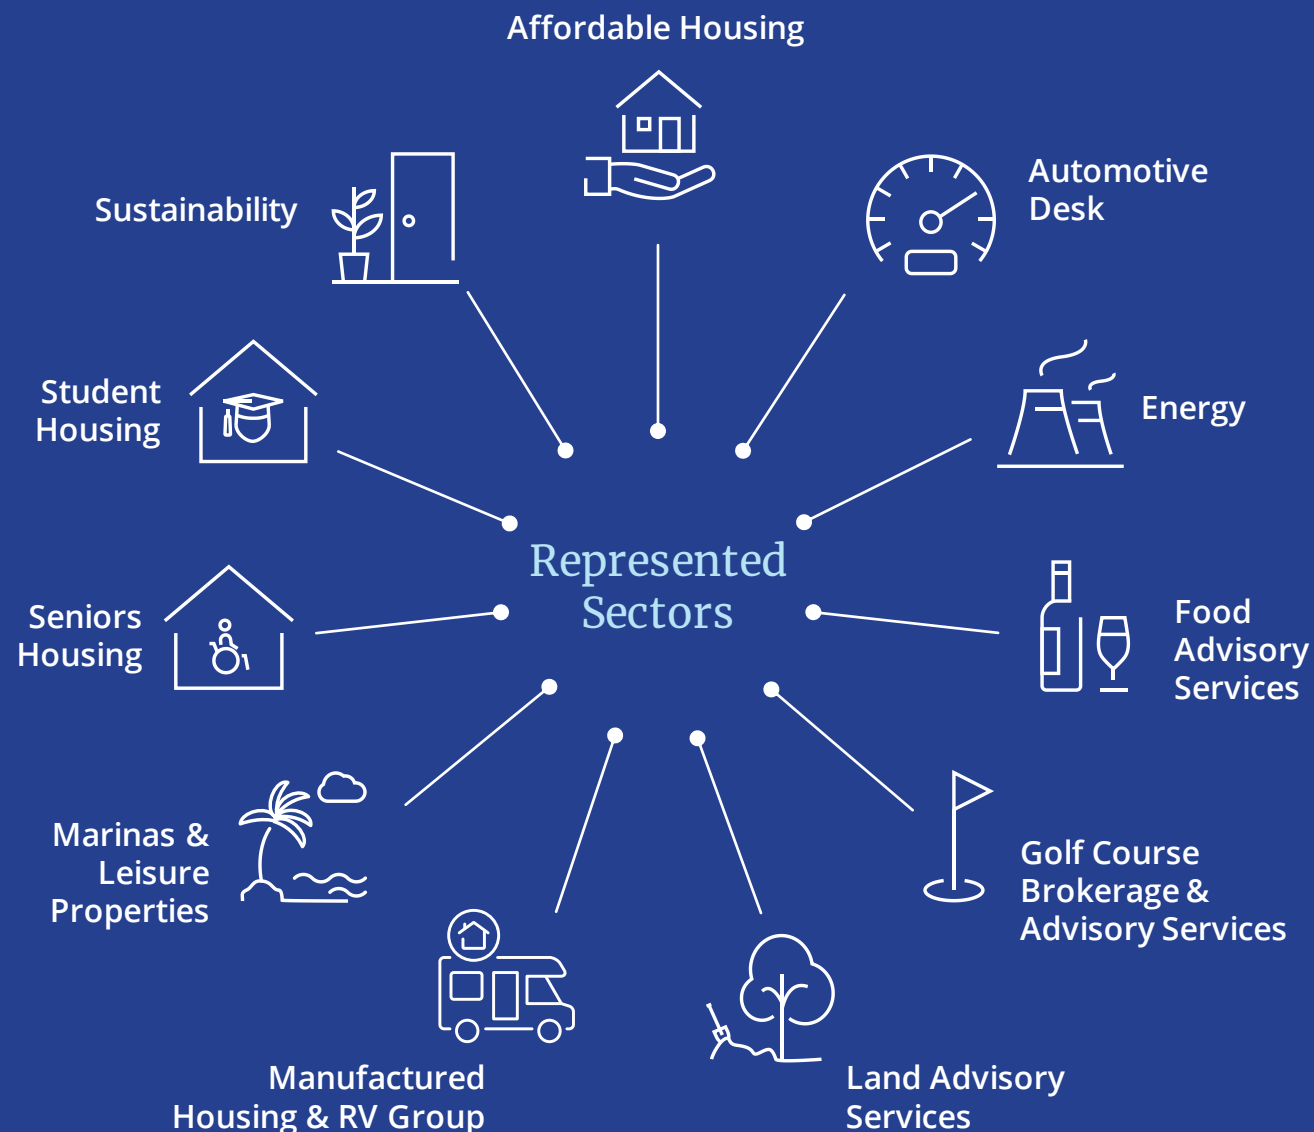 Affordable Housing
Automotive
Desk
Energy
Food
Advisory
Services
Golf Course
Brokerage &
Advisory Services
Land Advisory
Services
Manufactured
Housing & RV Group
Marinas &
Leisure
Properties
Seniors
Housing
Student
Housing
Sustainability
Represented
Sectors